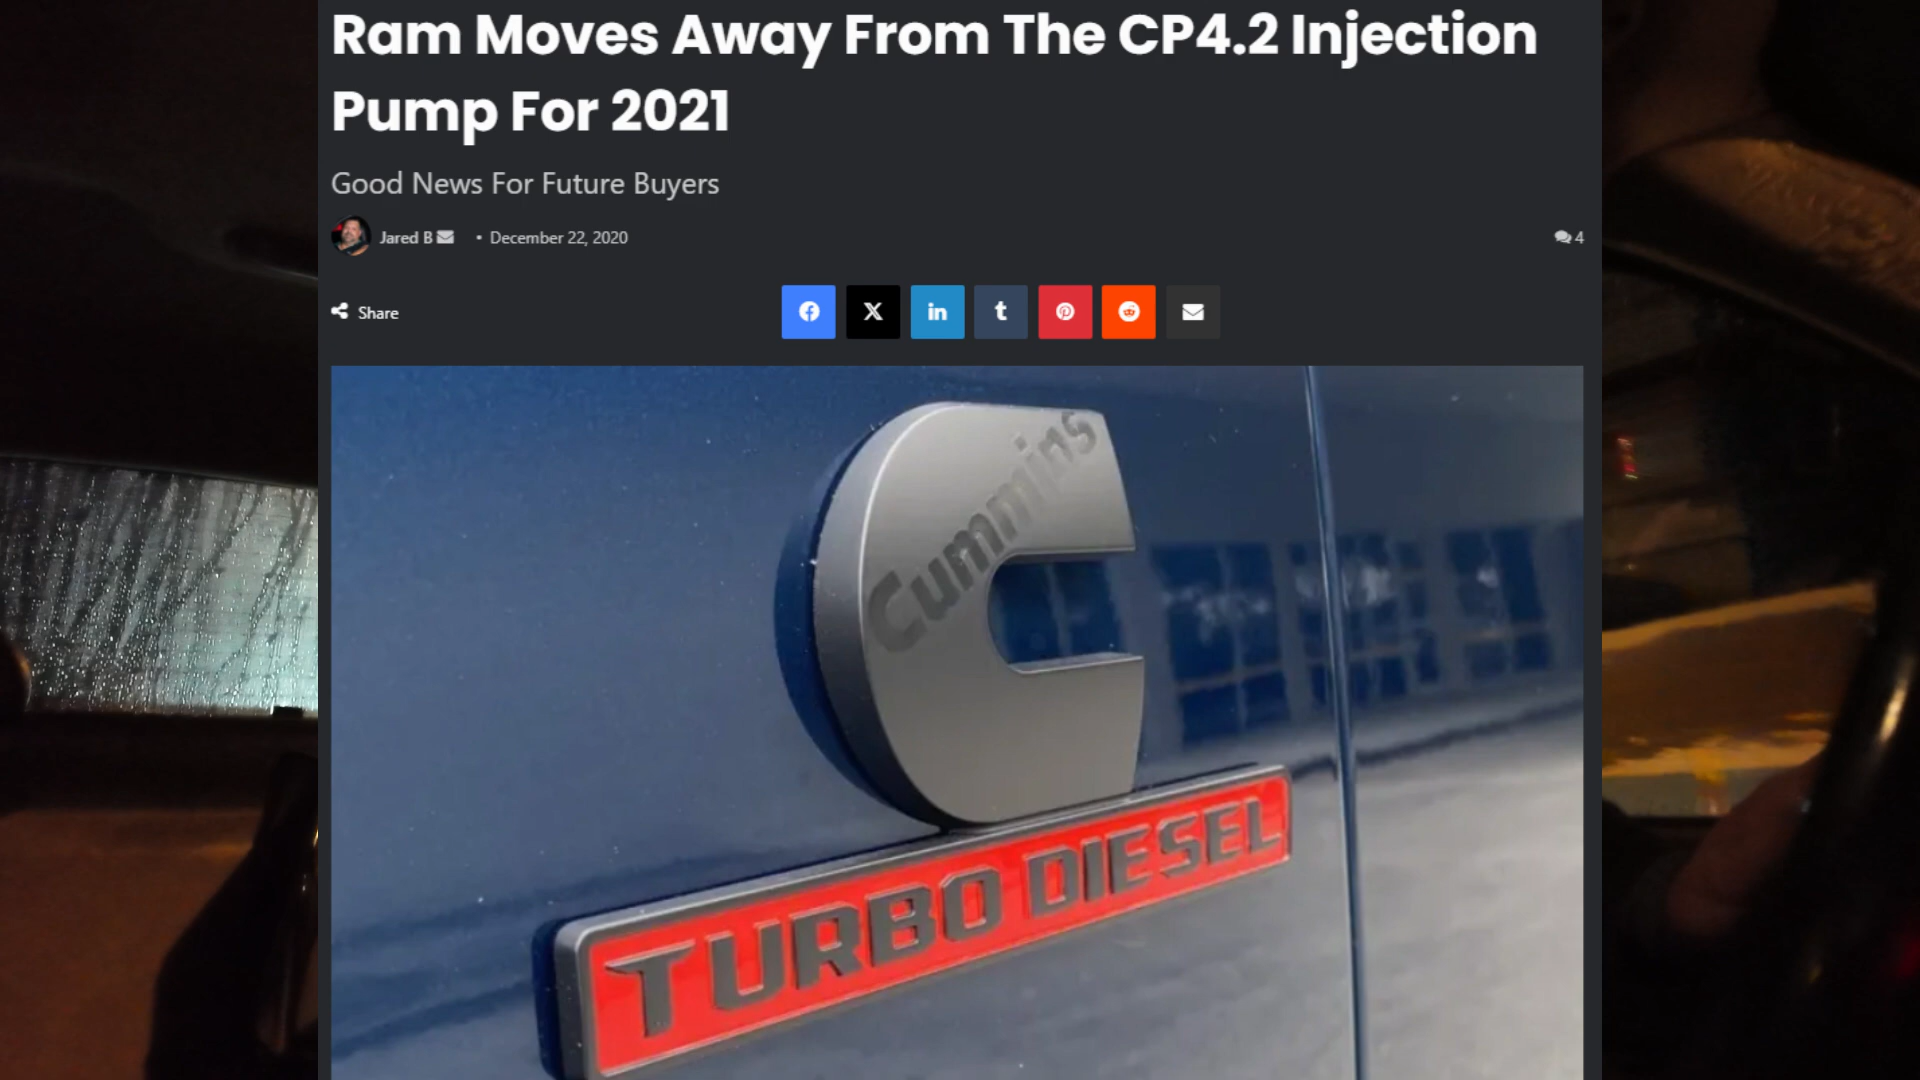 Ram Moves Away From The CP4.2 Injection
Pump For 2021
Good News For Future Buyers
Jared B • December 22, 2020
4
Share
Cummins
TURBO DIESEL